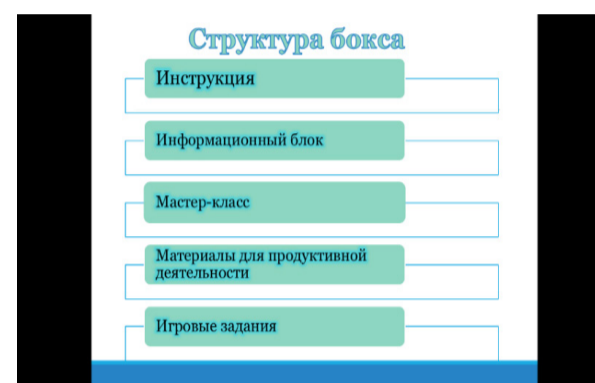 Структура бокса
Инструкция
Информационный блок
Мастер-класс
Материалы для продуктивной
деятельности
Игровые задания